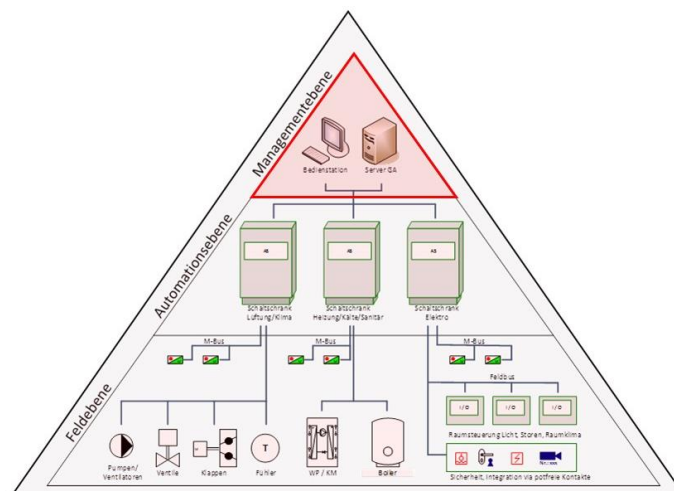 Managementebene
Bedienstation
Server GA
Automationsebene
AS
AS
AS
Schaltschrank
Lüftung/Klima
Schaltschrank
Heizung/Kälte/Sanitär
Schaltschrank
Elektro
Feldebene
M-Bus
M-Bus
M-Bus
Feldbus
I/O
I/O
I/O
Raumsteuerung Licht, Storen, Raumklima
T
Pumpen/
Ventilatoren
Ventile
Klappen
Fühler
WP / KM
Boiler
Sicherheit, Integration via potfreie Kontakte